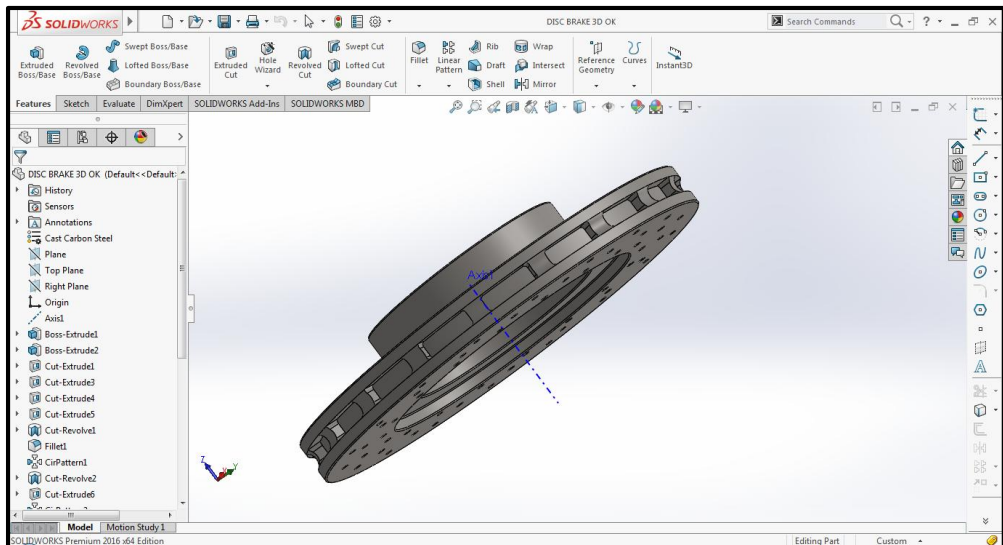 SOLIDWORKS
DISC BRAKE 3D OK
Search Commands
Extruded Boss/Base
Revolved Boss/Base
Swept Boss/Base
Lofted Boss/Base
Boundary Boss/Base
Extruded Cut
Hole Wizard
Revolved Cut
Swept Cut
Lofted Cut
Boundary Cut
Fillet
Linear Pattern
Rib
Draft
Shell
Wrap
Intersect
Mirror
Reference Geometry
Curves
Instant3D
Features
Sketch
Evaluate
DimXpert
SOLIDWORKS Add-Ins
SOLIDWORKS MBD
DISC BRAKE 3D OK (Default<<Default
History
Sensors
Annotations
Cast Carbon Steel
Plane
Top Plane
Right Plane
Origin
Axis1
Boss-Extrude1
Boss-Extrude2
Cut-Extrude1
Cut-Extrude3
Cut-Extrude4
Cut-Extrude5
Cut-Revolve1
Fillet1
CirPattern1
Cut-Revolve2
Cut-Extrude6
Axis1
Z
Y
Model
Motion Study 1
SOLIDWORKS Premium 2016 x64 Edition
Editing Part
Custom